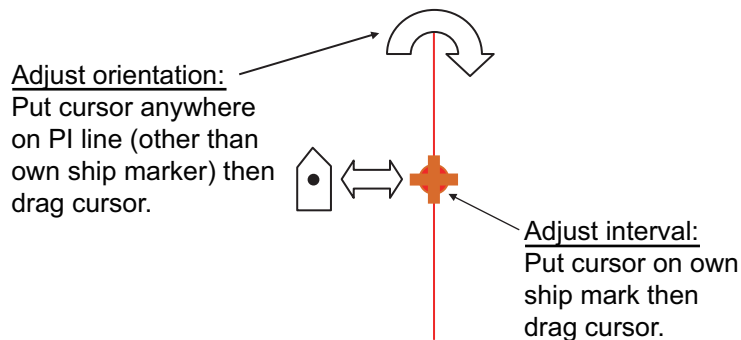 Adjust orientation:
Put cursor anywhere
on PI line (other than
own ship marker) then
drag cursor.
Adjust interval:
Put cursor on own
ship mark then
drag cursor.